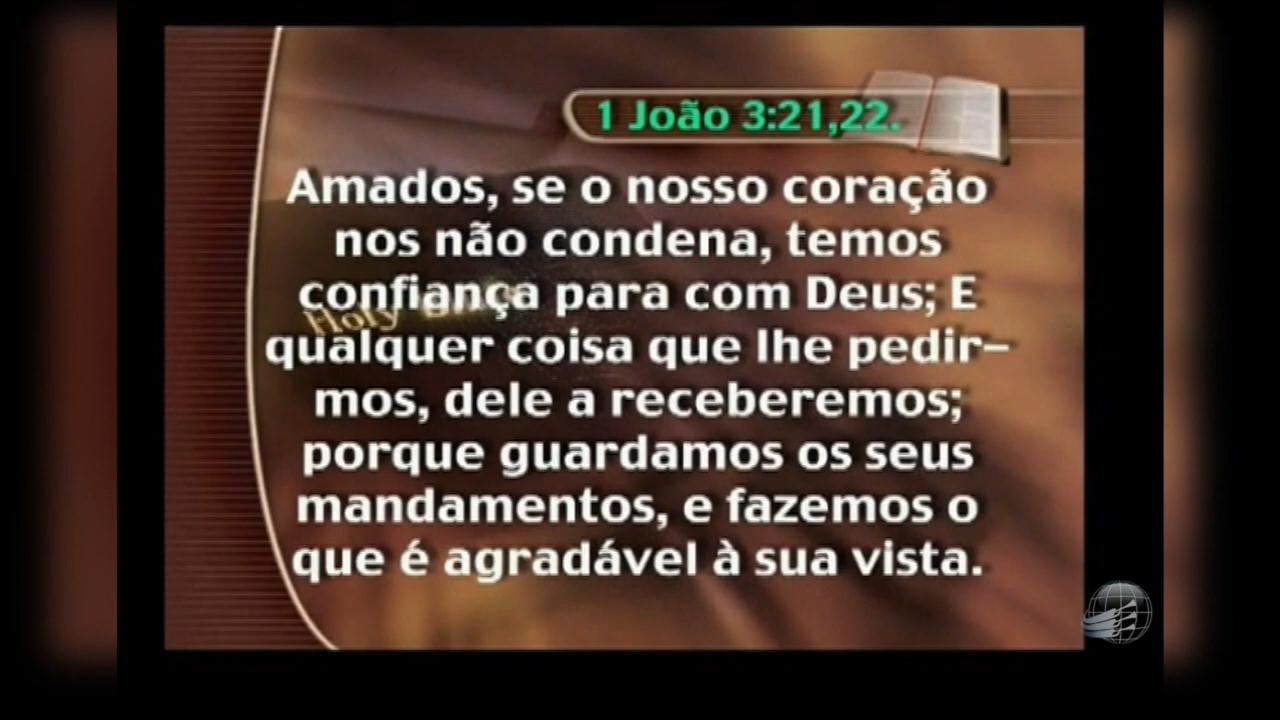 1 João 3:21,22.
Amados, se o nosso coração
nos não condena, temos
confiança para com Deus; E
qualquer coisa que lhe pedir–
mos, dele a receberemos;
porque guardamos os seus
mandamentos, e fazemos o
que é agradável à sua vista.
Holy